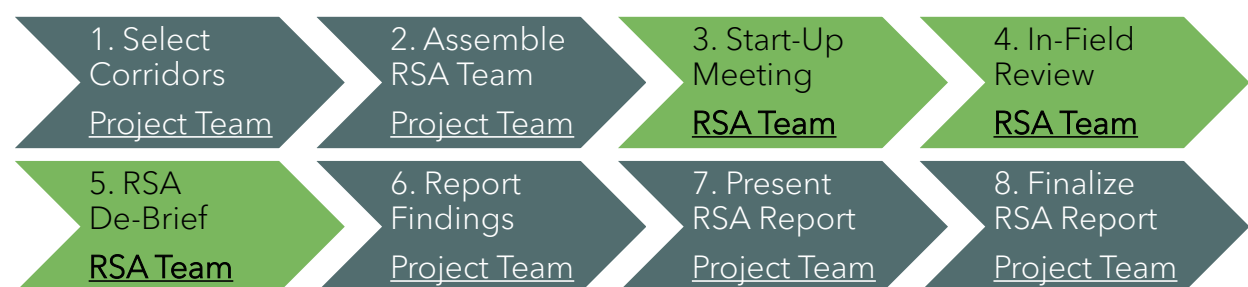 1. Select
Corridors
Project Team
2. Assemble
RSA Team
Project Team
3. Start-Up
Meeting
RSA Team
4. In-Field
Review
RSA Team
5. RSA
De-Brief
RSA Team
6. Report
Findings
Project Team
7. Present
RSA Report
Project Team
8. Finalize
RSA Report
Project Team